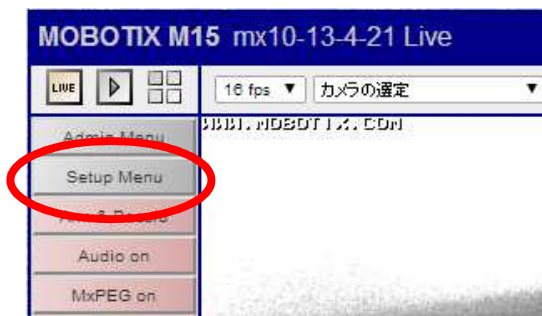 MOBOTIX M15 mx10-13-4-21 Live
LIVE
16 fps カメラの選定
WWW.MOBOTIX.COM
Admin Menu
Setup Menu
Audio on
MxPEG on